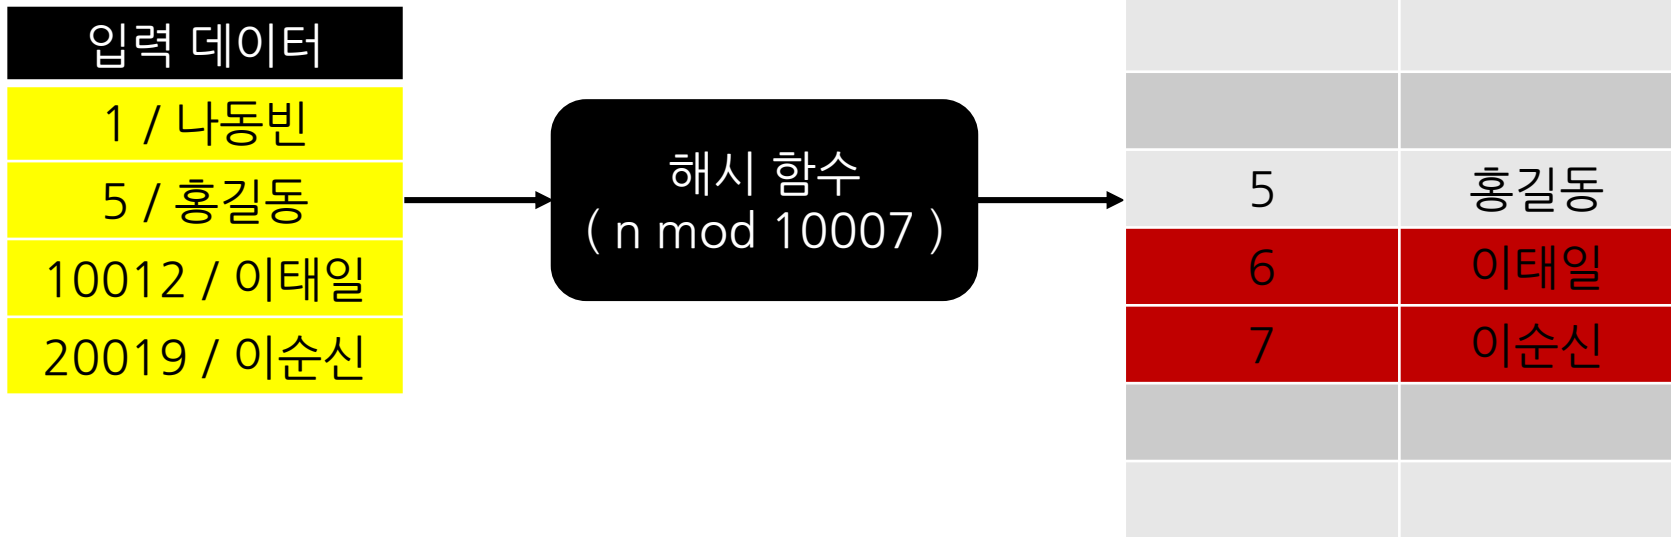 입력 데이터
1 / 나동빈
5 / 홍길동
10012 / 이태일
20019 / 이순신
해시 함수
( n mod 10007 )
5 홍길동
6 이태일
7 이순신